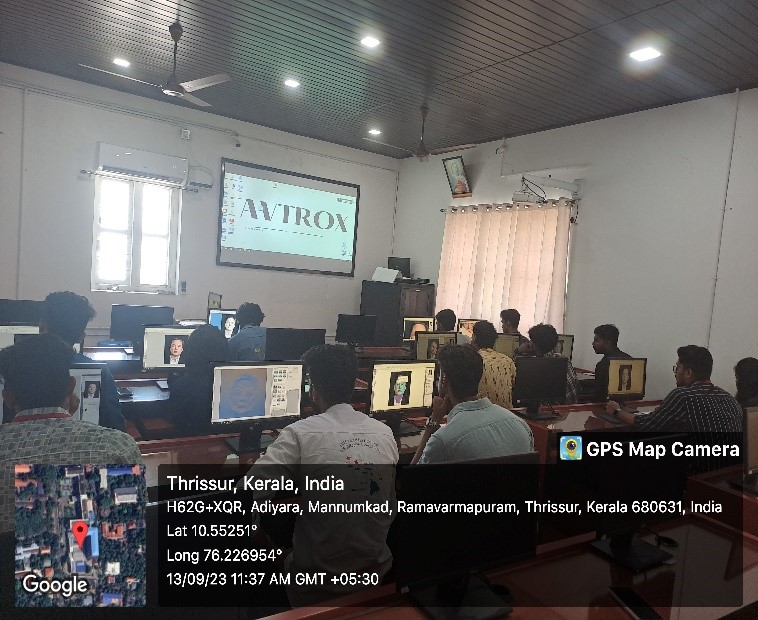 AVTROX
GPS Map Camera
Thrissur, Kerala, India
H62G+XQR, Adiyara, Mannumkad, Ramavarmapuram, Thrissur, Kerala 680631, India
Lat 10.55251°
Long 76.226954°
13/09/23 11:37 AM GMT +05:30
Google